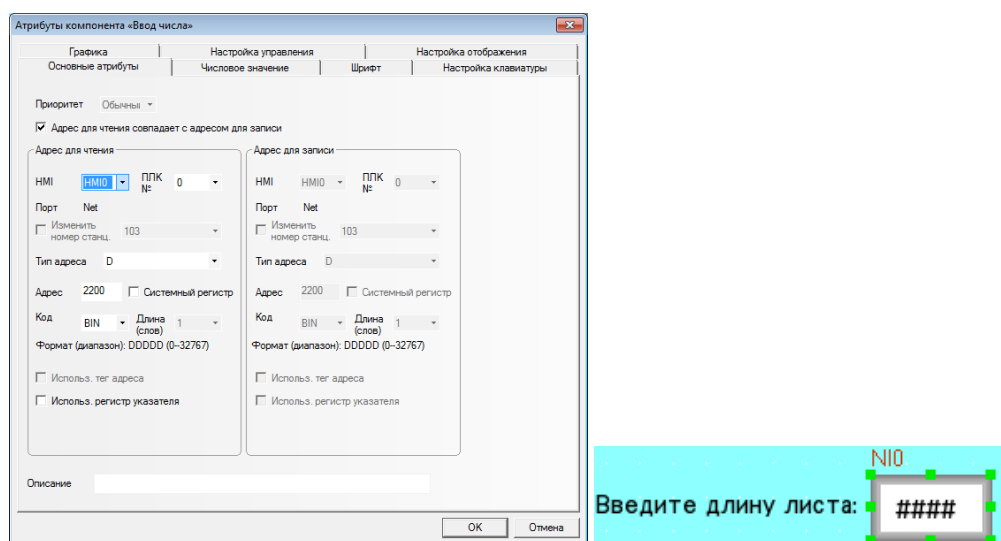 Атрибуты компонента «Ввод числа»
Графика Настройка управления Настройка отображения
Основные атрибуты Числовое значение Шрифт Настройка клавиатуры
Приоритет Обычны
Адрес для чтения совпадает с адресом для записи
Адрес для чтения
HMI HMI0 ПЛК № 0
Порт Net
Изменить номер станц. 103
Тип адреса D
Адрес 2200 Системный регистр
Код BIN Длина (слов) 1
Формат (диапазон): DDDDD (0–32767)
Использ. тег адреса
Использ. регистр указателя
Адрес для записи
HMI HMI0 ПЛК № 0
Порт Net
Изменить номер станц. 103
Тип адреса D
Адрес 2200 Системный регистр
Код BIN Длина (слов) 1
Формат (диапазон): DDDDD (0–32767)
Использ. тег адреса
Использ. регистр указателя
Описание
OK Отмена
NI0
Введите длину листа: ####